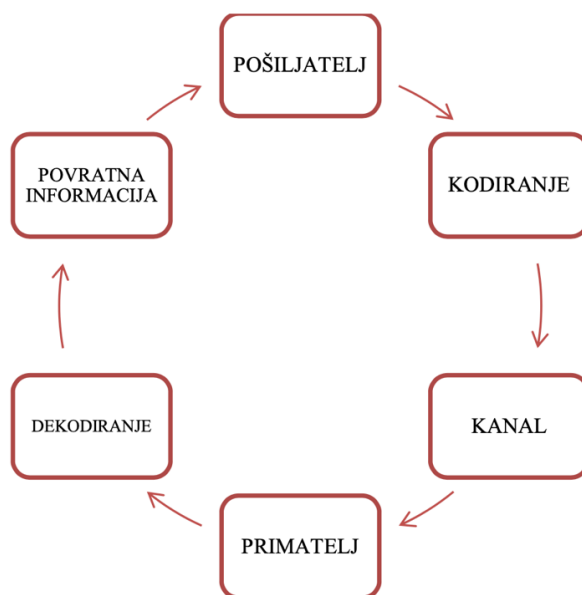 POŠILJATELJ
KODIRANJE
KANAL
PRIMATELJ
DEKODIRANJE
POVRATNA
INFORMACIJA